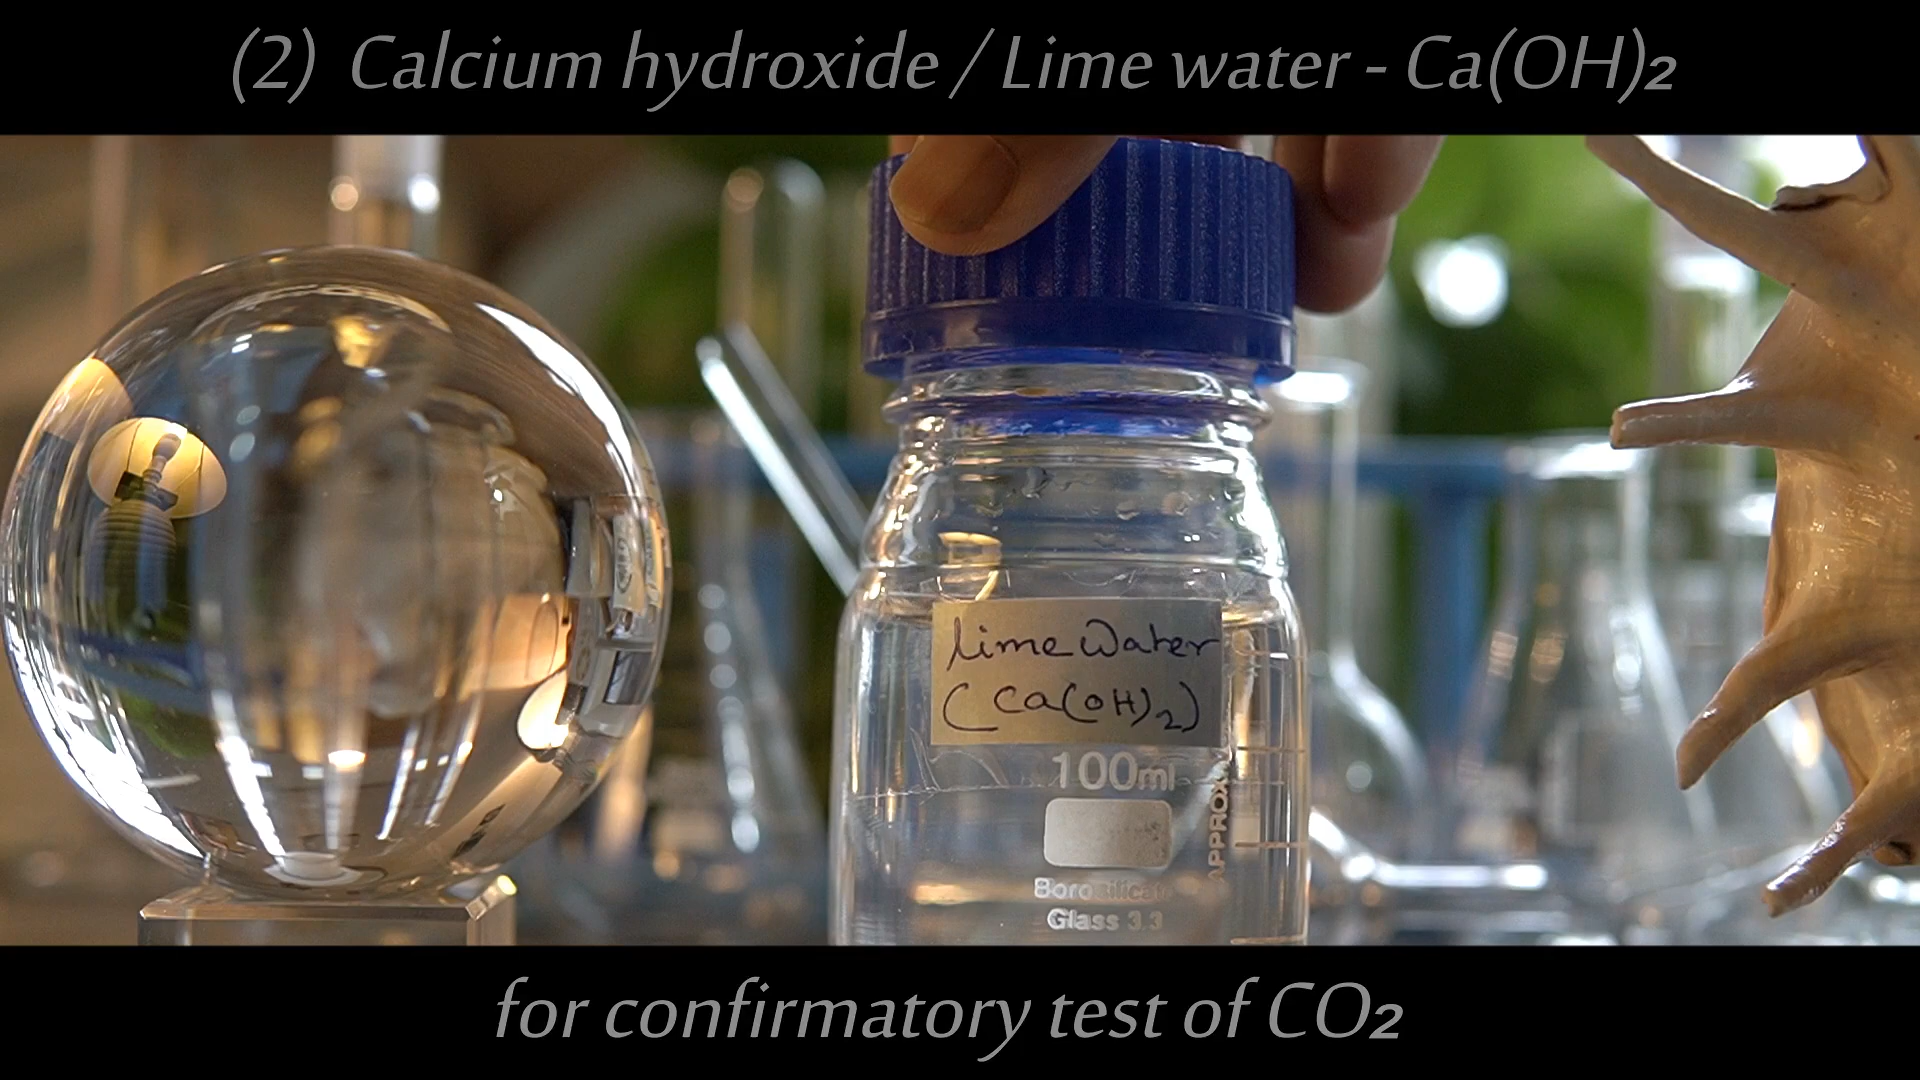 (2) Calcium hydroxide / Lime water - Ca(OH)₂
lime water
(Ca(OH)₂)
100ml
APPROX
Borosilicate
Glass 3.3
for confirmatory test of CO₂